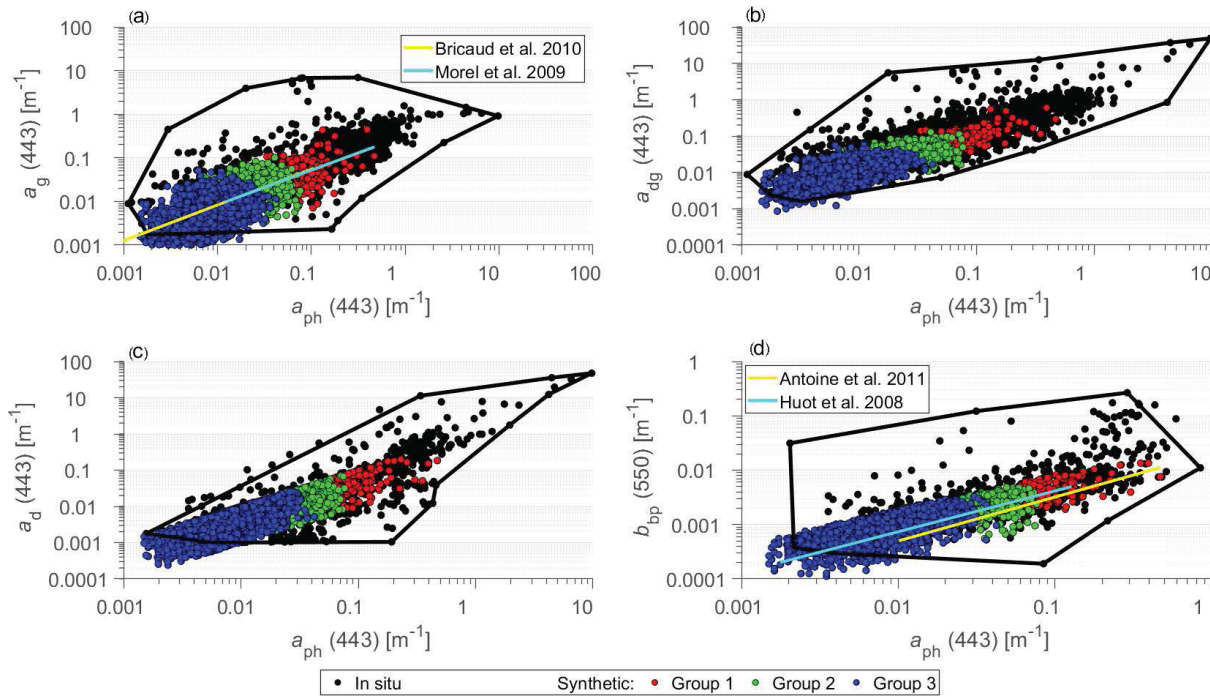 (a)
100
10
1
0.1
0.01
0.001
a_g (443) [m⁻¹]
Bricaud et al. 2010
Morel et al. 2009
0.001 0.01 0.1 1 10 100
a_ph (443) [m⁻¹]
(b)
100
10
1
0.1
0.01
0.001
0.0001
a_dg (443) [m⁻¹]
0.001 0.01 0.1 1 10
a_ph (443) [m⁻¹]
(c)
100
10
1
0.1
0.01
0.001
0.0001
a_d (443) [m⁻¹]
0.001 0.01 0.1 1 10
a_ph (443) [m⁻¹]
(d)
1
0.1
0.01
0.001
0.0001
b_bp (550) [m⁻¹]
Antoine et al. 2011
Huot et al. 2008
0.001 0.01 0.1 1
a_ph (443) [m⁻¹]
In situ Synthetic: Group 1 Group 2 Group 3